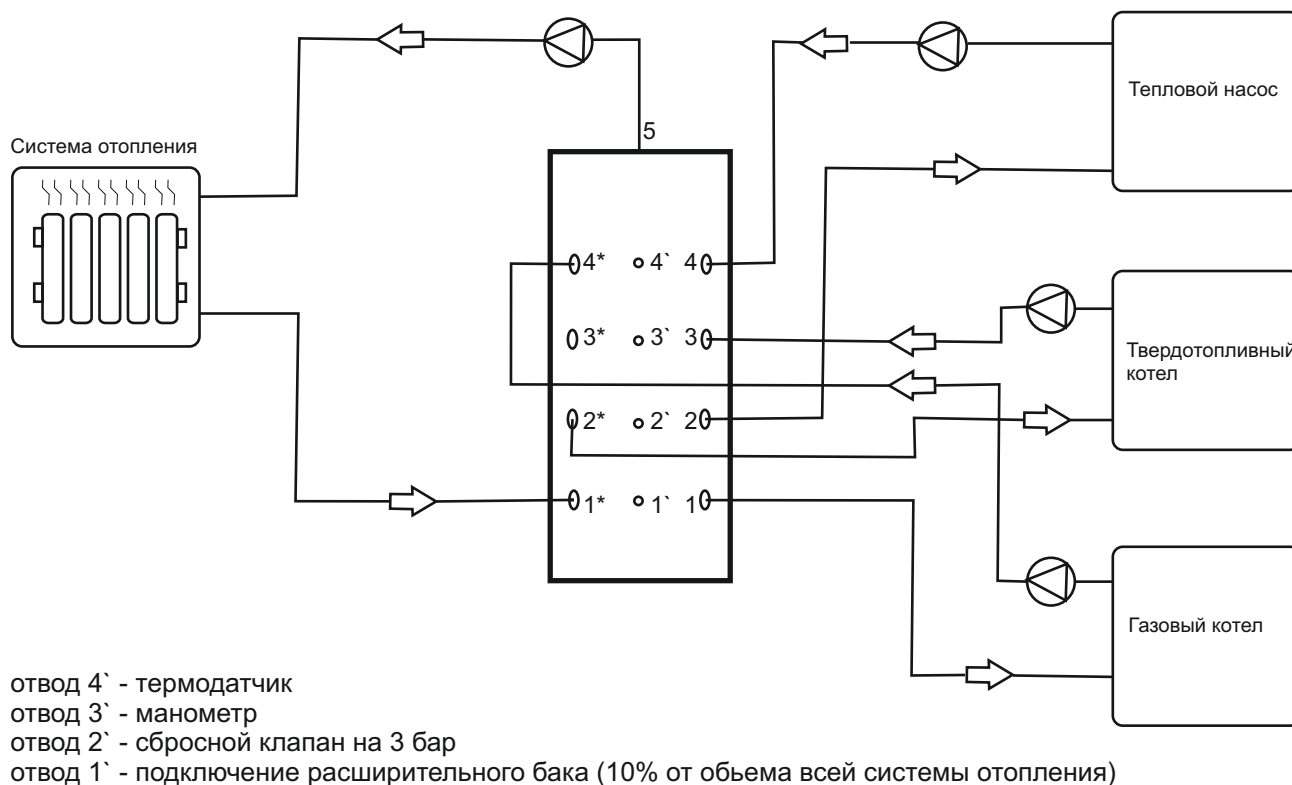 Тепловой насос
5
Система отопления
4* 4` 4
3* 3` 3
Твердотопливный
котел
2* 2` 2
1* 1` 1
Газовый котел
отвод 4` - термодатчик
отвод 3` - манометр
отвод 2` - сбросной клапан на 3 бар
отвод 1` - подключение расширительного бака (10% от обьема всей системы отопления)